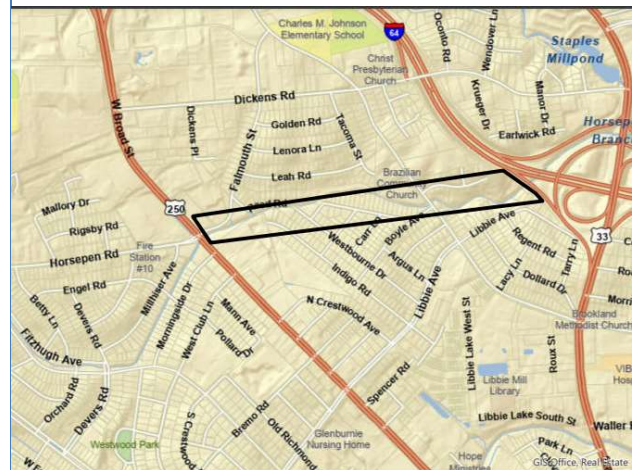 Charles M. Johnson
Elementary School
64
Oconto Rd
Wendover Ln
Staples
Millpond
Christ
Presbyterian
Church
W Broad St
Dickens Rd
Krueger Dr
Manor Dr
Horsepen
Branch
Dickens Pl
Falmouth St
Golden Rd
Tacoma St
Earlwick Rd
Lenora Ln
Leah Rd
Brazilian
Church
Mallory Dr
250
Rd
Rigsby Rd
Carr
Boyle Ave
Libbie Ave
33
Horsepen Rd
Fire
Station
#10
Westbourne Dr
Argus Ln
Regent Rd
Tarry Ln
Engel Rd
Millhiser Ave
Indigo Rd
Lacy Ln
Dollard Dr
Betty Ln
Devers Rd
Morningside Dr
West Club Ln
Mann Ave
N Crestwood Ave
Libbie Ave
Brookland
Methodist Church
Fitzhugh Ave
Pollard Dr
Libbie Lake West St
Roux St
Orchard Rd
Devers Rd
Spencer Rd
Libbie Mill
Library
Bremo Rd
Libbie Lake South St
Westwood Park
Old Richmond
Glenburnie
Nursing Home
Park Ln
Hope
GIS Office, Real Estate